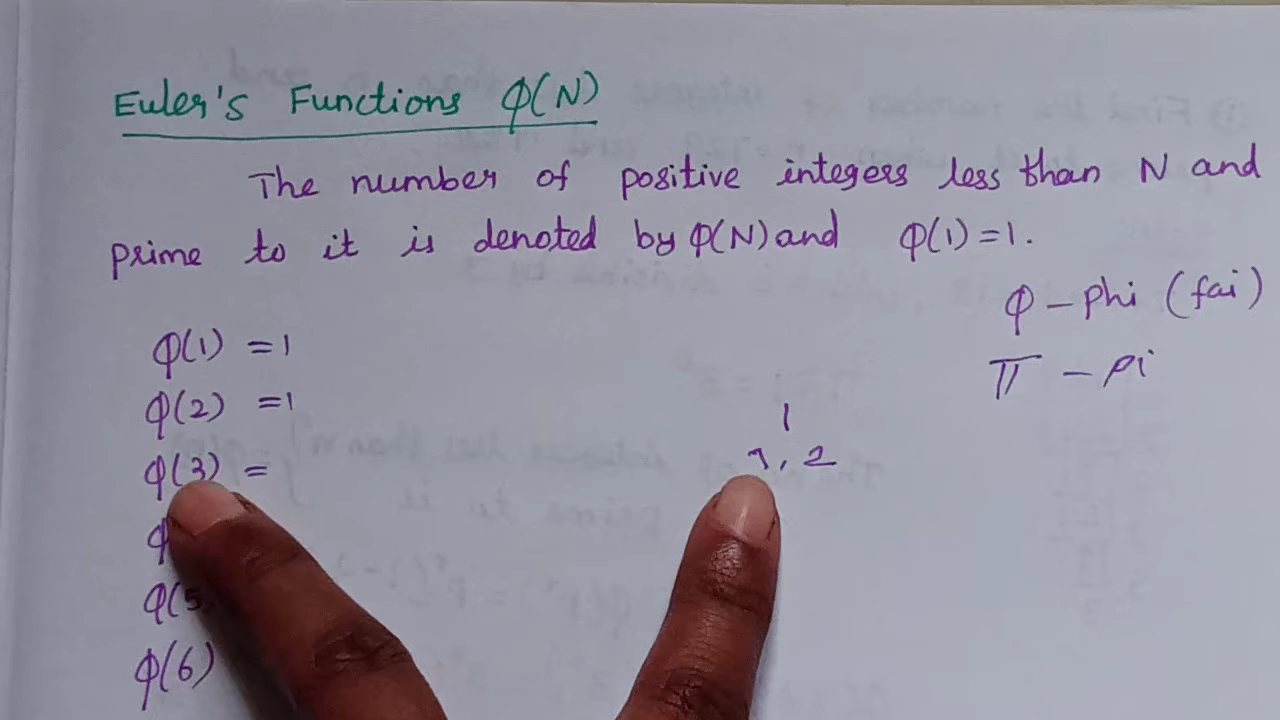 Euler's Functions φ(N)
The number of positive integers less than N and
prime to it is denoted by φ(N) and φ(1)=1.
φ – phi (fai)
π – pi
φ(1) = 1
φ(2) = 1
1
φ(3) =
1, 2
φ
φ(5
φ(6)